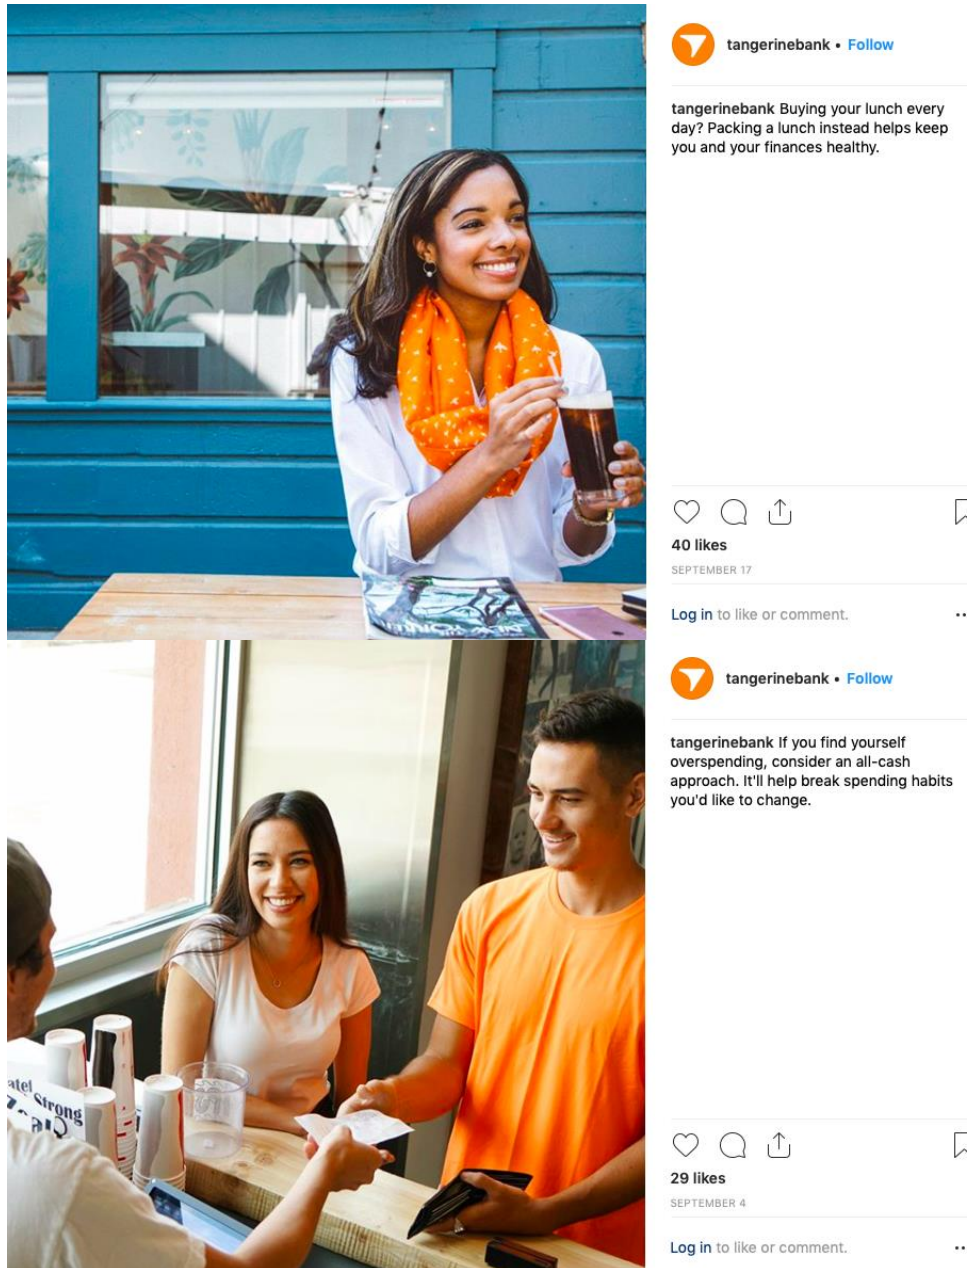 tangerinebank • Follow
tangerinebank Buying your lunch every
day? Packing a lunch instead helps keep
you and your finances healthy.
40 likes
SEPTEMBER 17
Log in to like or comment.
tangerinebank • Follow
tangerinebank If you find yourself
overspending, consider an all-cash
approach. It'll help break spending habits
you'd like to change.
Strong
29 likes
SEPTEMBER 4
Log in to like or comment.